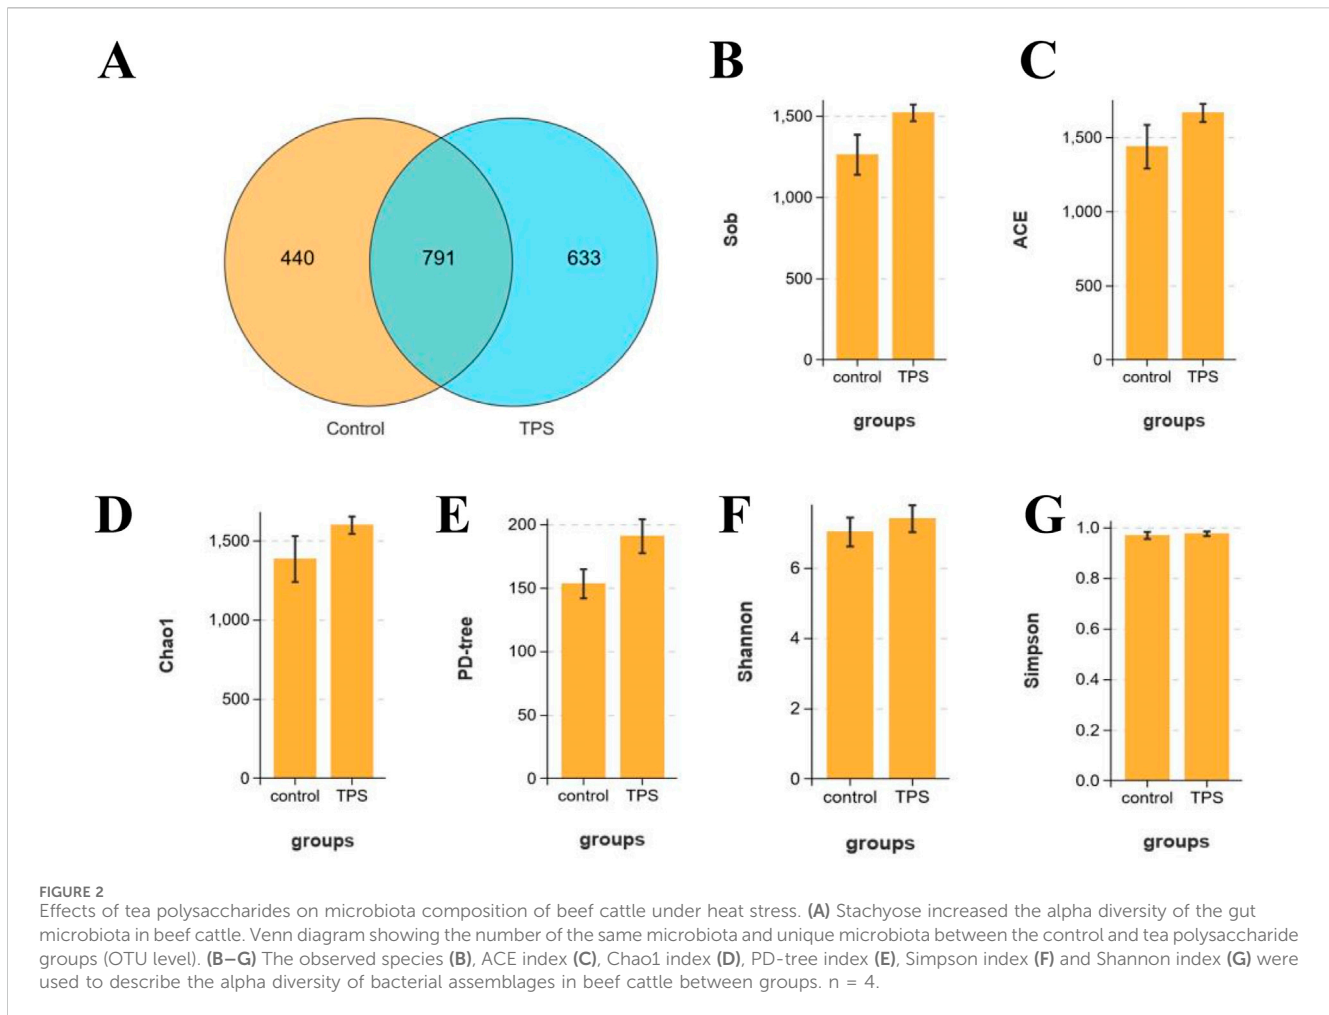 A
440
791
633
Control
TPS
B
Sob
1,500
1,000
500
0
control
TPS
groups
C
ACE
1,500
1,000
500
0
control
TPS
groups
D
Chao1
1,500
1,000
500
0
control
TPS
groups
E
PD-tree
200
150
100
50
0
control
TPS
groups
F
Shannon
6
4
2
0
control
TPS
groups
G
Simpson
1.0
0.8
0.6
0.4
0.2
0.0
control
TPS
groups
FIGURE 2
Effects of tea polysaccharides on microbiota composition of beef cattle under heat stress. (A) Stachyose increased the alpha diversity of the gut
microbiota in beef cattle. Venn diagram showing the number of the same microbiota and unique microbiota between the control and tea polysaccharide
groups (OTU level). (B–G) The observed species (B), ACE index (C), Chao1 index (D), PD-tree index (E), Simpson index (F) and Shannon index (G) were
used to describe the alpha diversity of bacterial assemblages in beef cattle between groups. n = 4.